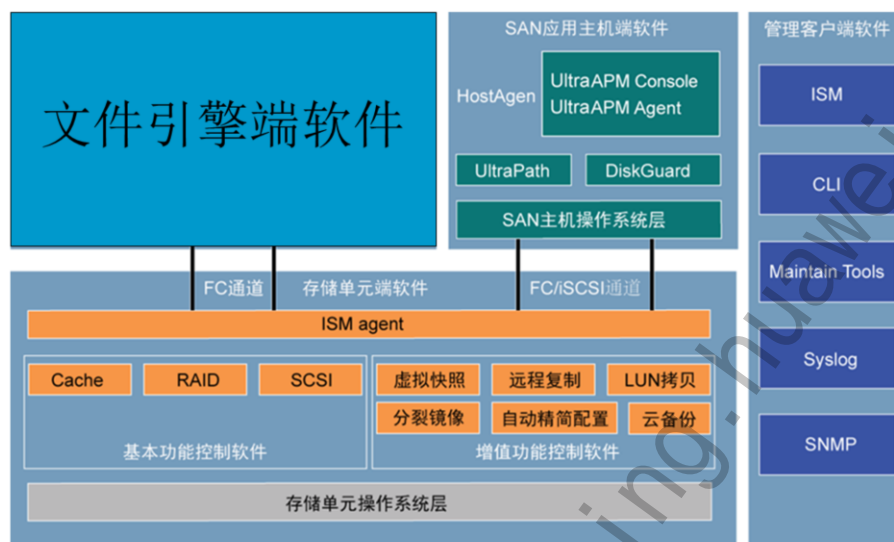 文件引擎端软件
SAN应用主机端软件
HostAgen
UltraAPM Console
UltraAPM Agent
UltraPath
DiskGuard
SAN主机操作系统层
管理客户端软件
ISM
CLI
Maintain Tools
Syslog
SNMP
FC通道
存储单元端软件
FC/iSCSI通道
ISM agent
Cache
RAID
SCSI
基本功能控制软件
虚拟快照
远程复制
LUN拷贝
分裂镜像
自动精简配置
云备份
增值功能控制软件
存储单元操作系统层
ing.huawei